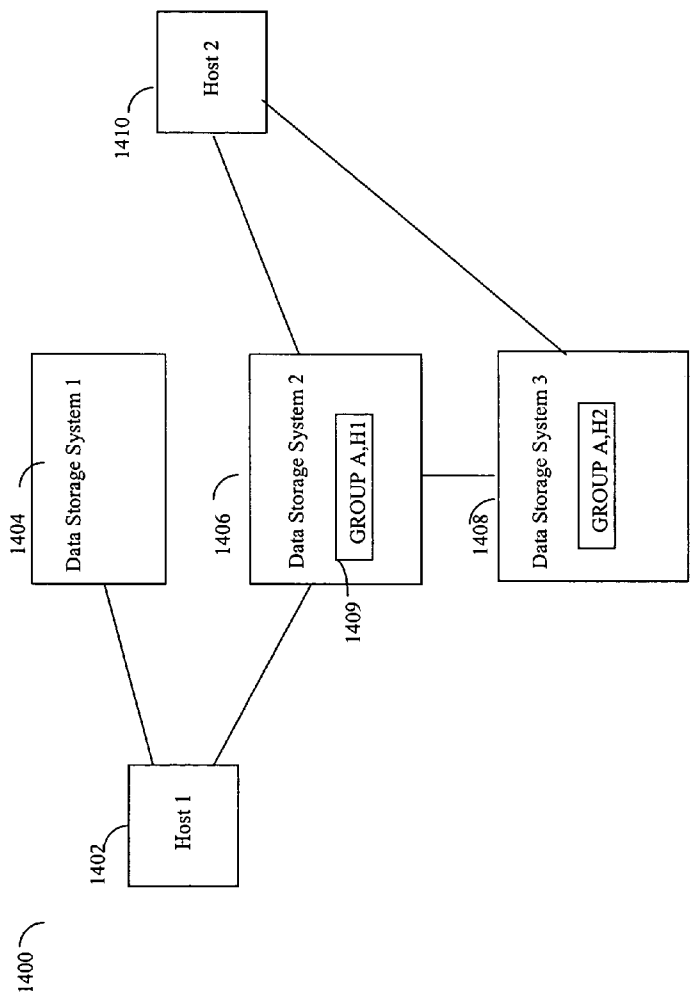 1400
1402
Host 1
1404
Data Storage System 1
1406
Data Storage System 2
GROUP A,H1
1409
1408
Data Storage System 3
GROUP A,H2
1410
Host 2